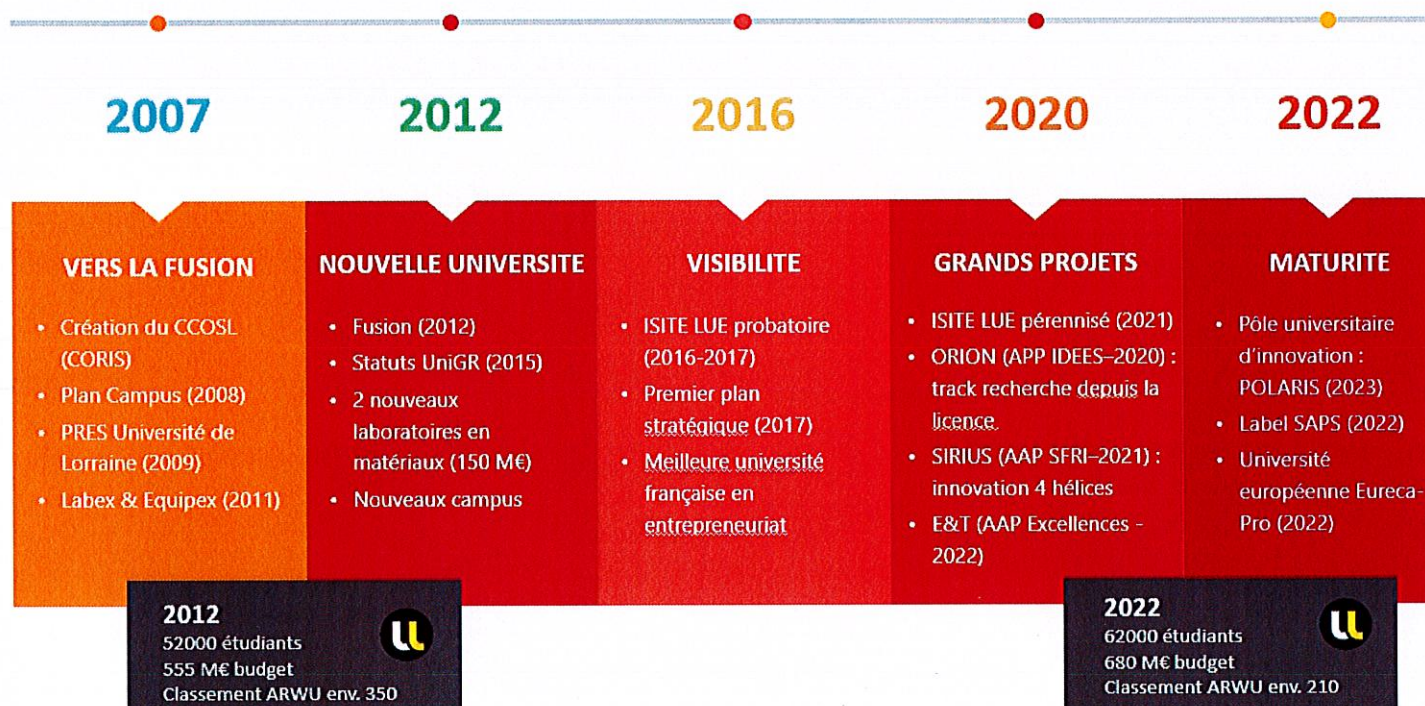 2007
2012
2016
2020
2022
VERS LA FUSION
• Création du CCOSL
(CORIS)
• Plan Campus (2008)
• PRES Université de
Lorraine (2009)
• Labex & Equipex (2011)
NOUVELLE UNIVERSITE
• Fusion (2012)
• Statuts UniGR (2015)
• 2 nouveaux
laboratoires en
matériaux (150 M€)
• Nouveaux campus
VISIBILITE
• ISITE LUE probatoire
(2016-2017)
• Premier plan
stratégique (2017)
• Meilleure université
française en
entrepreneuriat
GRANDS PROJETS
• ISITE LUE pérennisé (2021)
• ORION (APP IDEES–2020) :
track recherche depuis la
licence
• SIRIUS (AAP SFRI–2021) :
innovation 4 hélices
• E&T (AAP Excellences -
2022)
MATURITE
• Pôle universitaire
d'innovation :
POLARIS (2023)
• Label SAPS (2022)
• Université
européenne Eureca-
Pro (2022)
2012
52000 étudiants
555 M€ budget
Classement ARWU env. 350
2022
62000 étudiants
680 M€ budget
Classement ARWU env. 210